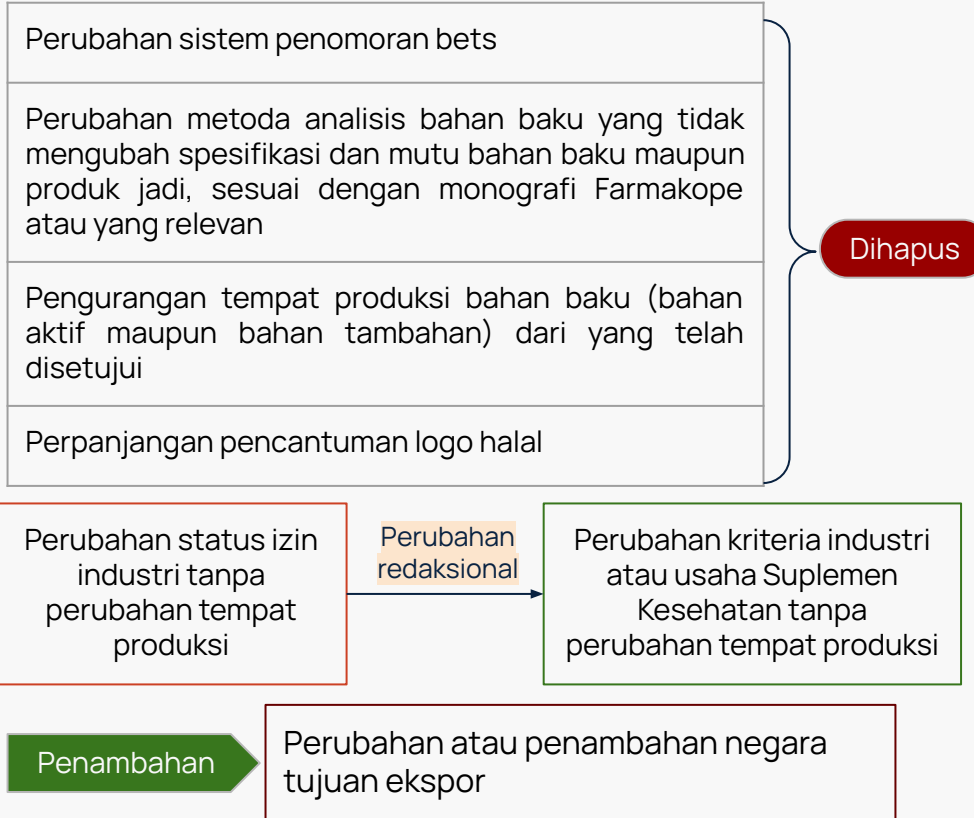 Perubahan sistem penomoran bets
Perubahan metoda analisis bahan baku yang tidak
mengubah spesifikasi dan mutu bahan baku maupun
produk jadi, sesuai dengan monografi Farmakope
atau yang relevan
Pengurangan tempat produksi bahan baku (bahan
aktif maupun bahan tambahan) dari yang telah
disetujui
Perpanjangan pencantuman logo halal
Dihapus
Perubahan status izin
industri tanpa
perubahan tempat
produksi
Perubahan
redaksional
Perubahan kriteria industri
atau usaha Suplemen
Kesehatan tanpa
perubahan tempat produksi
Penambahan
Perubahan atau penambahan negara
tujuan ekspor